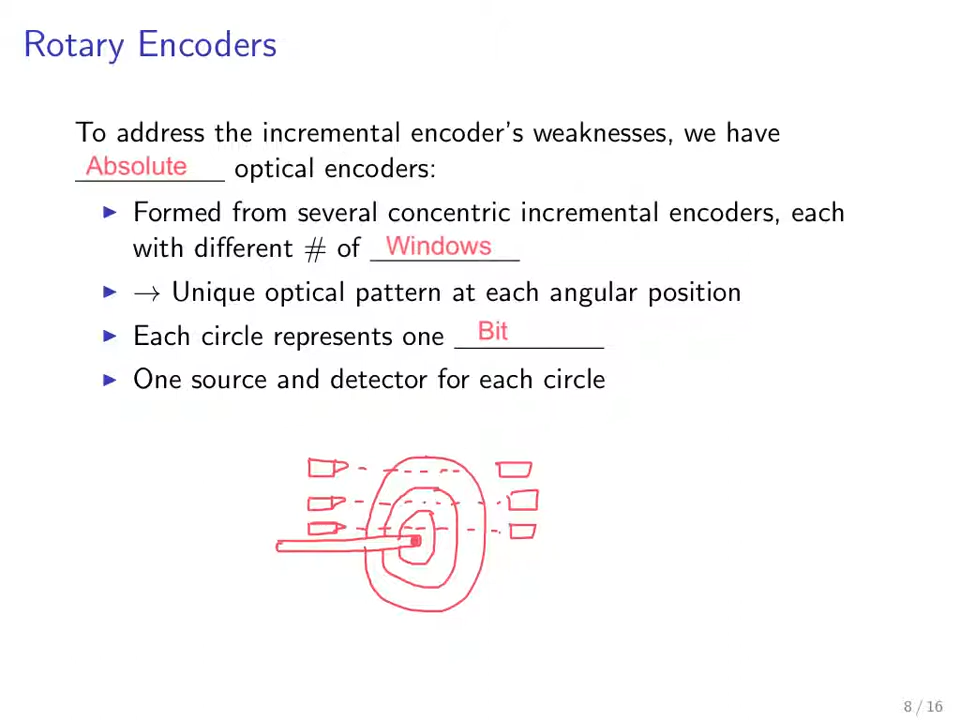 Rotary Encoders
To address the incremental encoder's weaknesses, we have
Absolute optical encoders:
▶ Formed from several concentric incremental encoders, each
with different # of Windows
▶ → Unique optical pattern at each angular position
▶ Each circle represents one Bit
▶ One source and detector for each circle
8 / 16